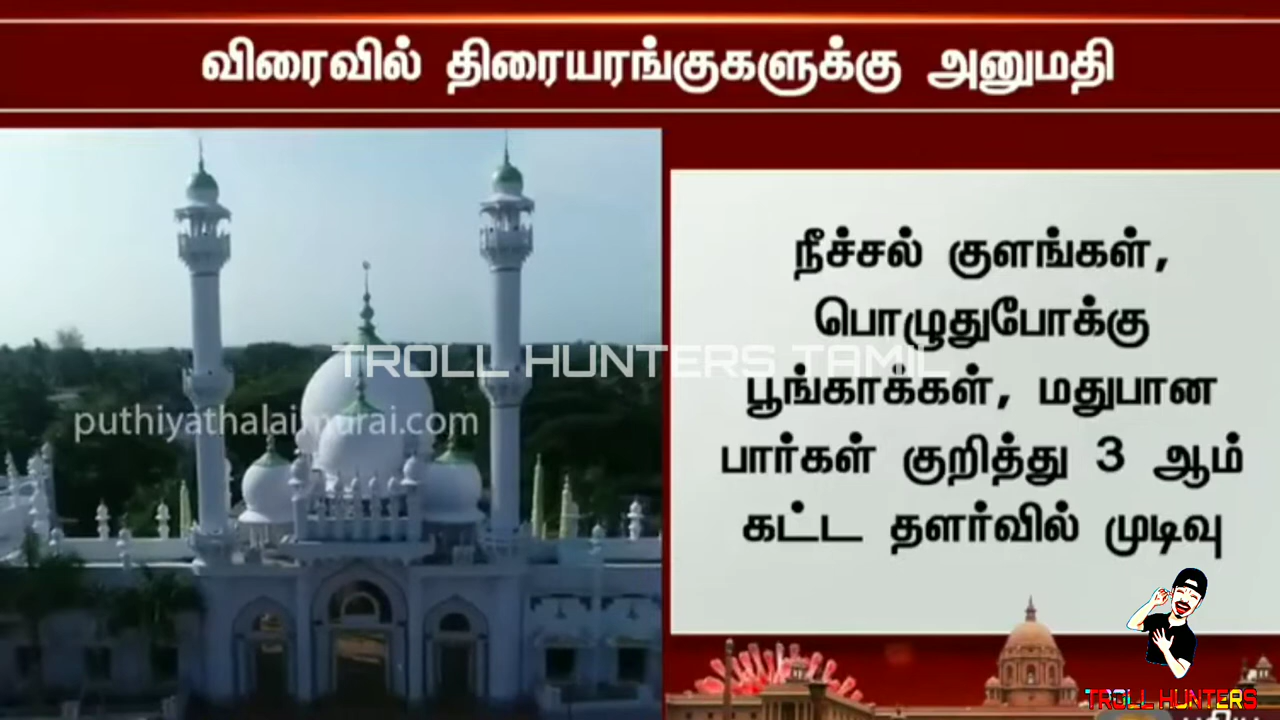 விரைவில் திரையரங்குகளுக்கு அனுமதி
நீச்சல் குளங்கள்,
பொழுதுபோக்கு
TROLL HUNTERS TAMIL
பூங்காக்கள், மதுபான
puthiyathalaimurai.com
பார்கள் குறித்து 3 ஆம்
கட்ட தளர்வில் முடிவு
TROLL HUNTERS